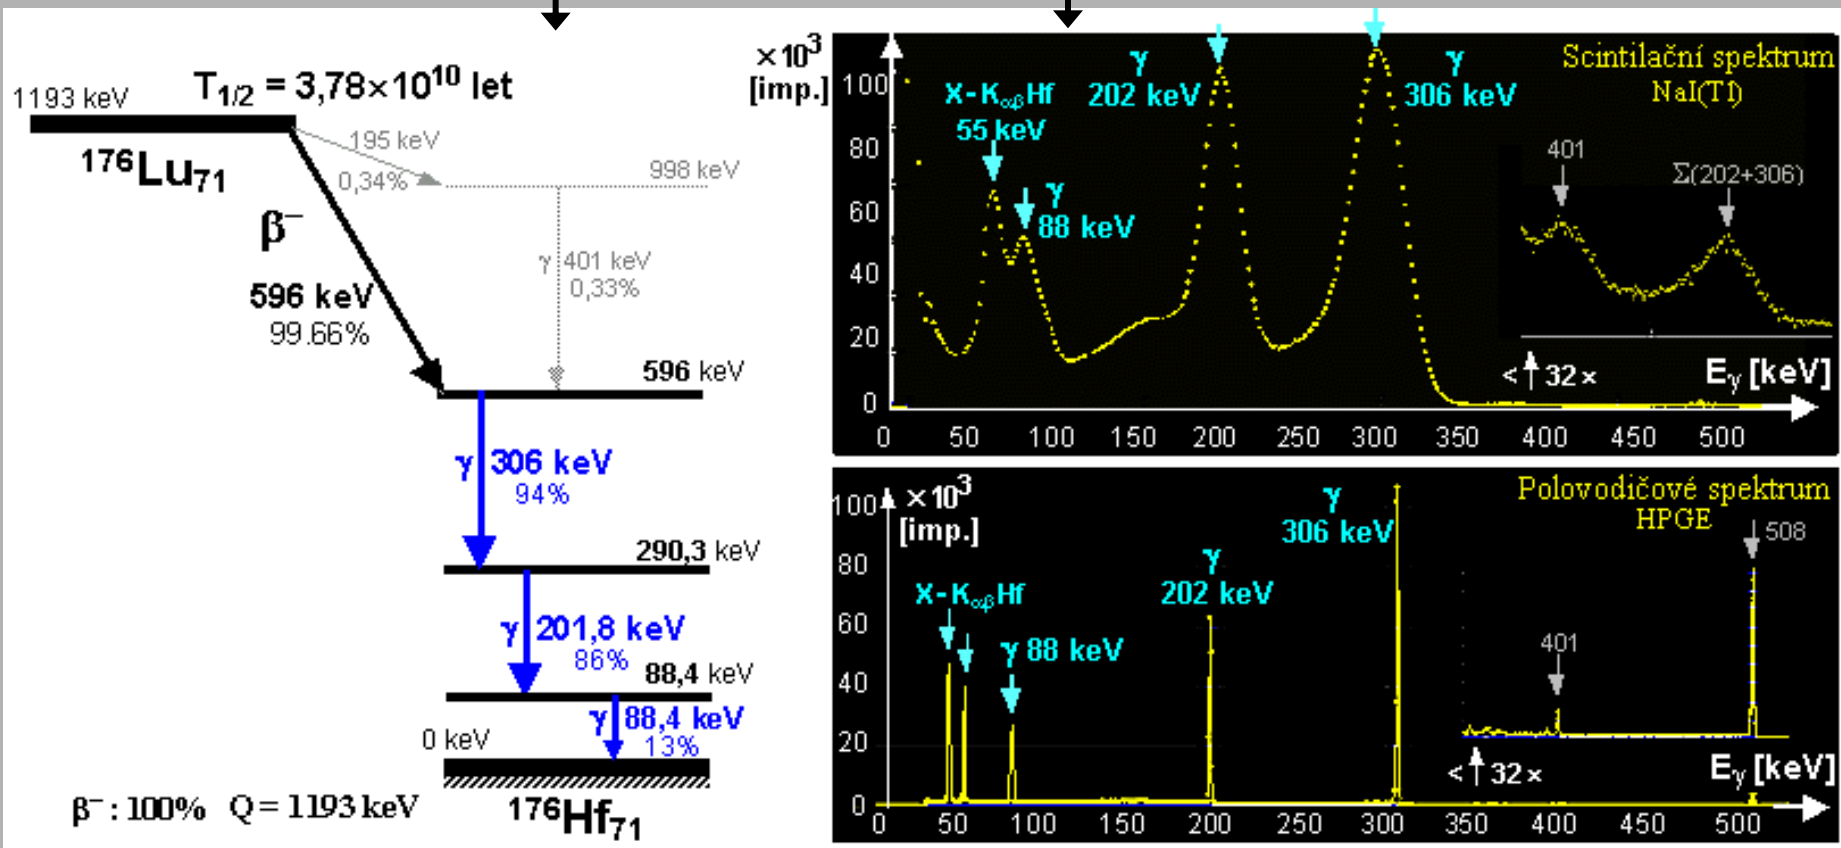 T1/2 = 3,78×10^10 let
1193 keV
176Lu71
195 keV
0,34%
998 keV
β−
γ 401 keV
0,33%
596 keV
99.66%
596 keV
γ 306 keV
94%
290,3 keV
γ 201,8 keV
86%
88,4 keV
γ 88,4 keV
13%
0 keV
176Hf71
β− : 100% Q = 1193 keV
×10^3
[imp.]
Scintilační spektrum
NaI(Tl)
X-KαβHf
55 keV
γ
88 keV
γ
202 keV
γ
306 keV
401
Σ(202+306)
< 32 ×
Eγ [keV]
100
80
60
40
20
0
0 50 100 150 200 250 300 350 400 450 500
×10^3
[imp.]
Polovodičové spektrum
HPGE
X-KαβHf
γ 88 keV
γ
202 keV
γ
306 keV
401
508
< 32 ×
Eγ [keV]
100
80
60
40
20
0
0 50 100 150 200 250 300 350 400 450 500